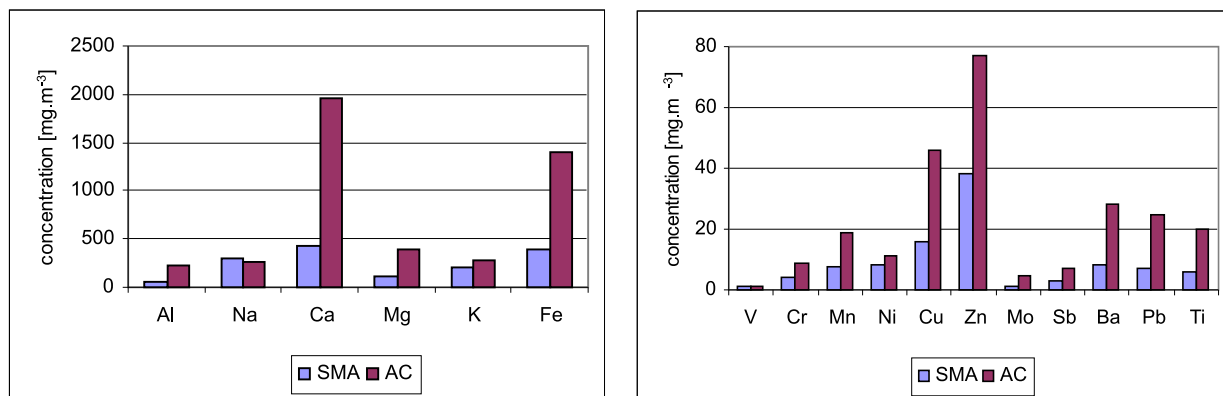 concentration [mg.m⁻³]
2500
2000
1500
1000
500
0
Al Na Ca Mg K Fe
SMA AC
concentration [mg.m ⁻³]
80
60
40
20
0
V Cr Mn Ni Cu Zn Mo Sb Ba Pb Ti
SMA AC